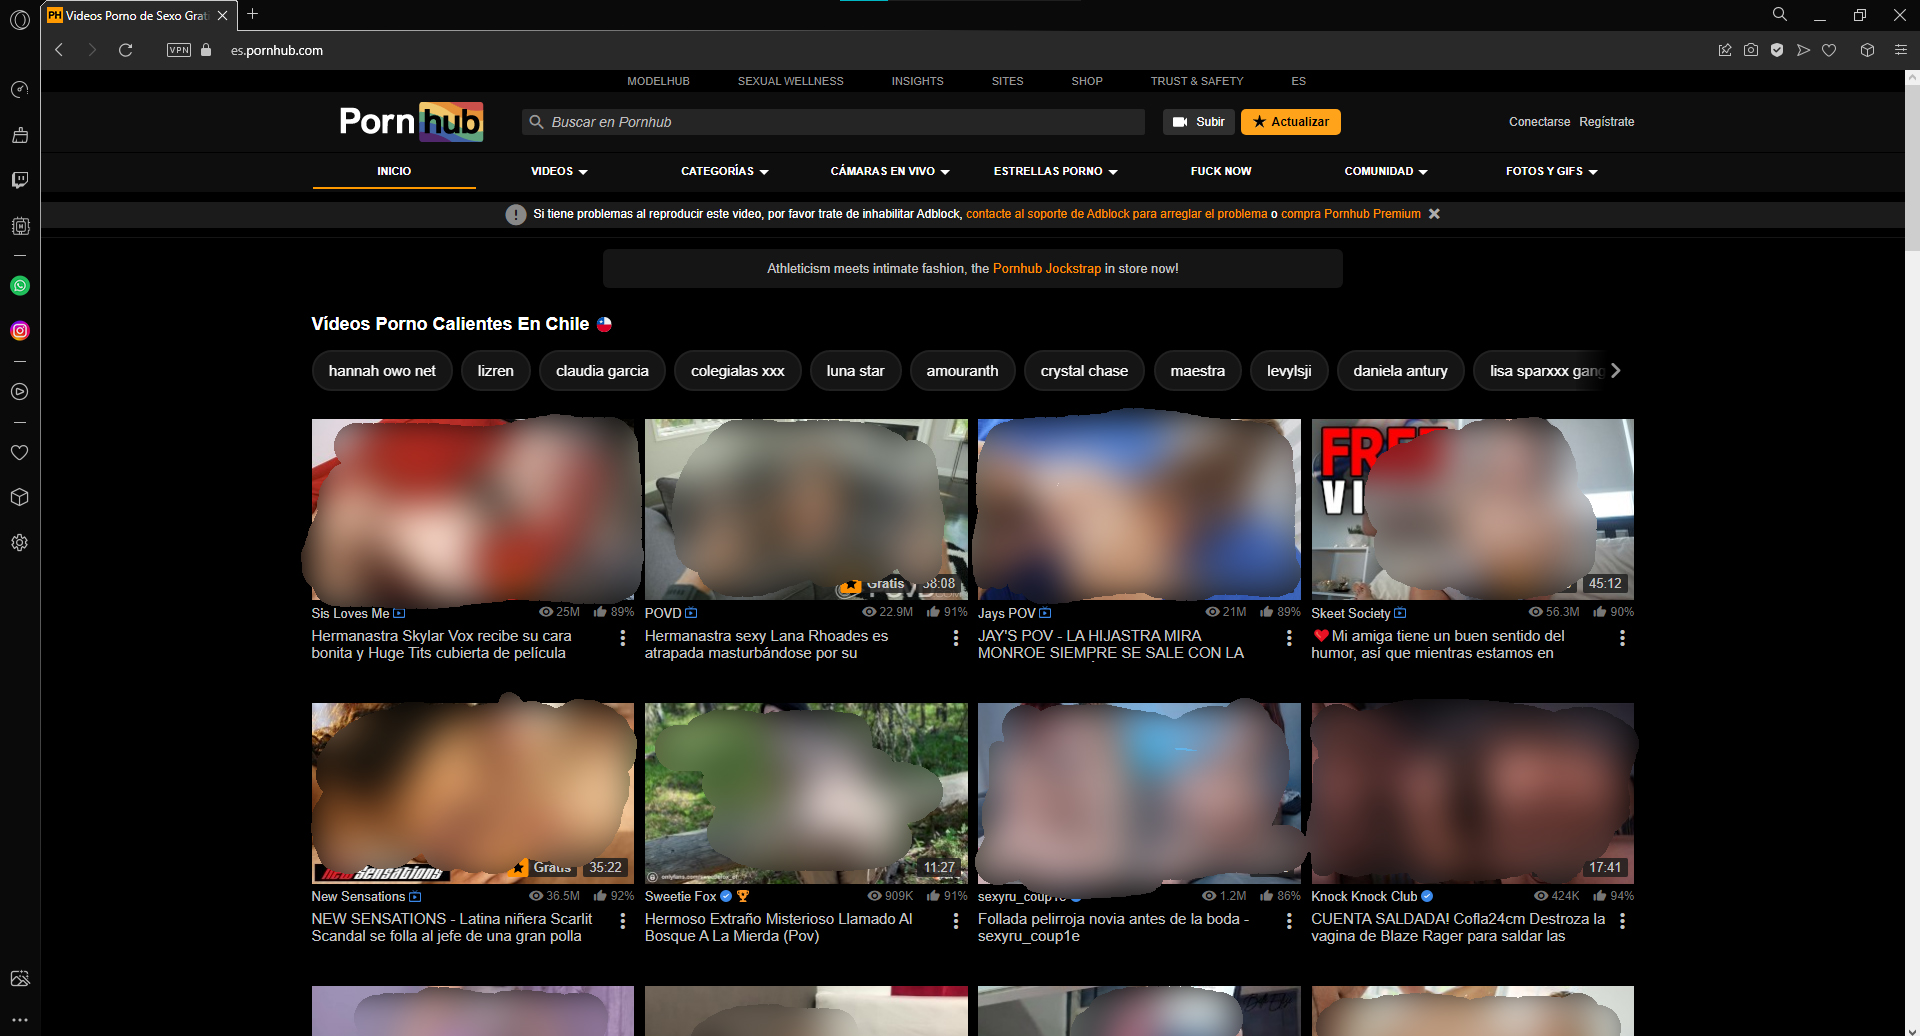 Videos Porno de Sexo Grati
VPN
es.pornhub.com
MODELHUB SEXUAL WELLNESS INSIGHTS SITES SHOP TRUST & SAFETY ES
Pornhub
Buscar en Pornhub
Subir
Actualizar
Conectarse Regístrate
INICIO VIDEOS CATEGORÍAS CÁMARAS EN VIVO ESTRELLAS PORNO FUCK NOW COMUNIDAD FOTOS Y GIFS
Si tiene problemas al reproducir este video, por favor trate de inhabilitar Adblock, contacte al soporte de Adblock para arreglar el problema o compra Pornhub Premium
Athleticism meets intimate fashion, the Pornhub Jockstrap in store now!
Vídeos Porno Calientes En Chile
hannah owo net lizren claudia garcia colegialas xxx luna star amouranth crystal chase maestra levylsji daniela antury lisa sparxxx gang
Gratis
38:08
FRE
VI
45:12
Sis Loves Me 25M 89%
Hermanastra Skylar Vox recibe su cara
bonita y Huge Tits cubierta de película
POVD 22.9M 91%
Hermanastra sexy Lana Rhoades es
atrapada masturbándose por su
Jays POV 21M 89%
JAY'S POV - LA HIJASTRA MIRA
MONROE SIEMPRE SE SALE CON LA
Skeet Society 56.3M 90%
Mi amiga tiene un buen sentido del
humor, así que mientras estamos en
new sensations
Gratis
35:22
onlyfans.com/sweetiefox_of
11:27
17:41
New Sensations 36.5M 92%
NEW SENSATIONS - Latina niñera Scarlit
Scandal se folla al jefe de una gran polla
Sweetie Fox 909K 91%
Hermoso Extraño Misterioso Llamado Al
Bosque A La Mierda (Pov)
sexyru_coup1e 1.2M 86%
Follada pelirroja novia antes de la boda -
sexyru_coup1e
Knock Knock Club 424K 94%
CUENTA SALDADA! Cofla24cm Destroza la
vagina de Blaze Rager para saldar las